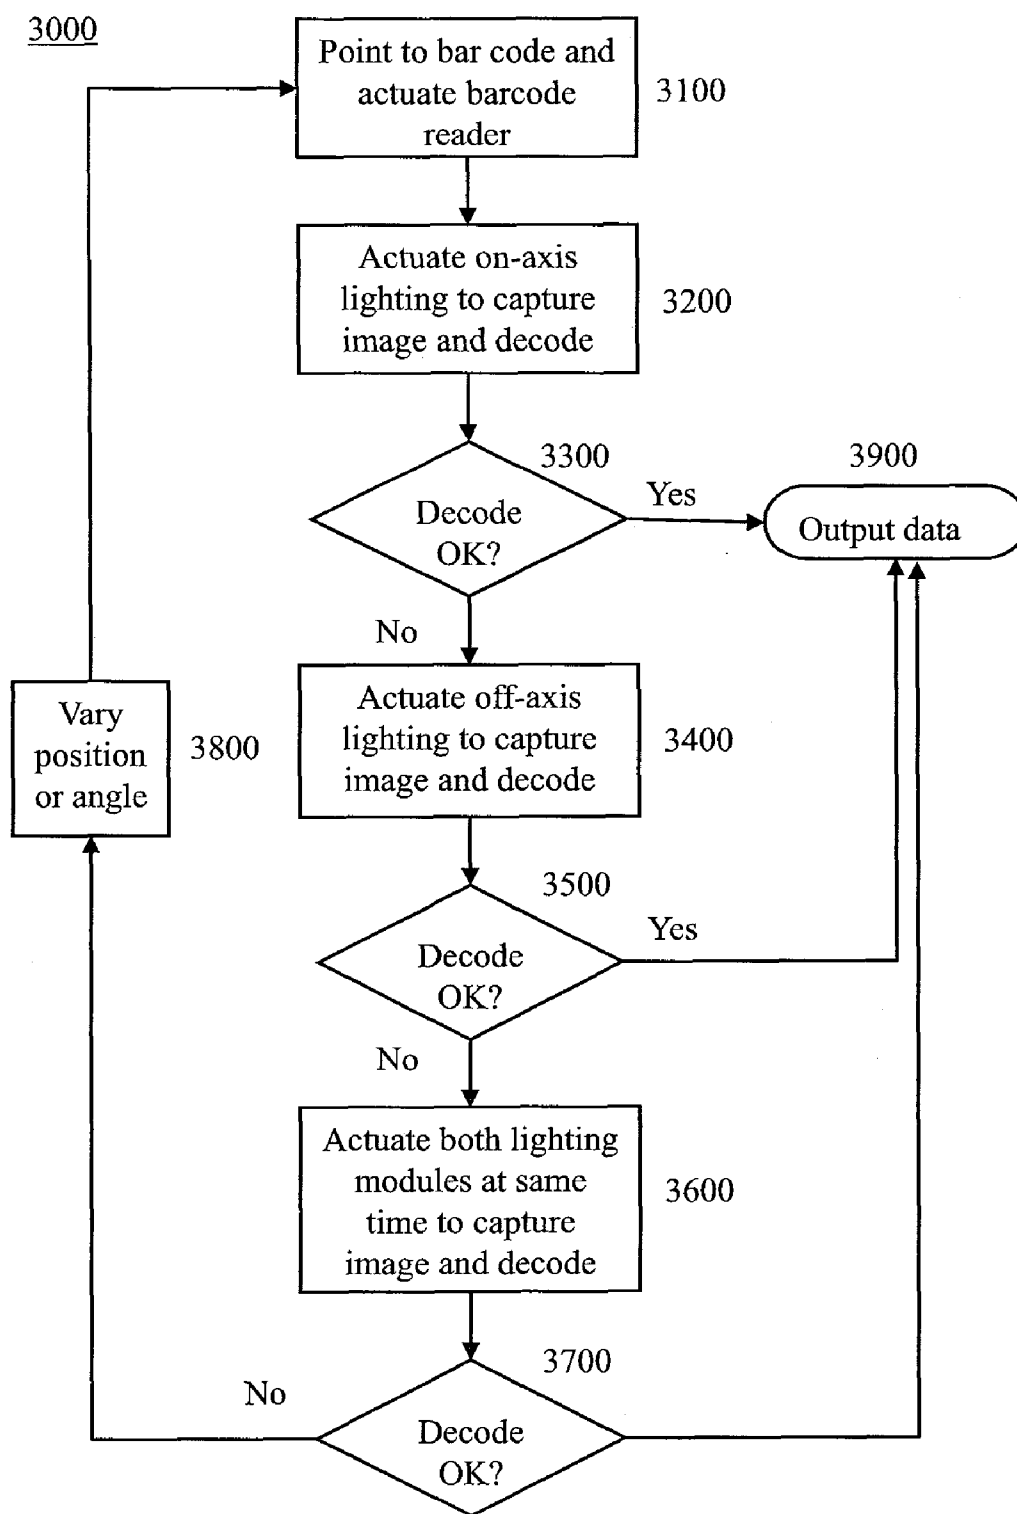 3000
Point to bar code and
actuate barcode
reader
3100
Actuate on-axis
lighting to capture
image and decode
3200
3300
Decode
OK?
Yes
3900
Output data
No
Actuate off-axis
lighting to capture
image and decode
3400
Vary
position
or angle
3800
3500
Decode
OK?
Yes
No
Actuate both lighting
modules at same
time to capture
image and decode
3600
3700
No
Decode
OK?